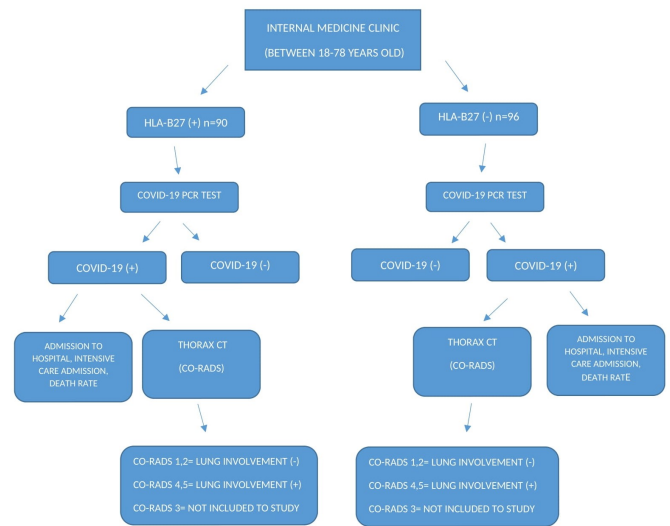 INTERNAL MEDICINE CLINIC
(BETWEEN 18-78 YEARS OLD)
HLA-B27 (+) n=90
HLA-B27 (-) n=96
COVID-19 PCR TEST
COVID-19 PCR TEST
COVID-19 (+)
COVID-19 (-)
COVID-19 (-)
COVID-19 (+)
ADMISSION TO
HOSPITAL, INTENSIVE
CARE ADMISSION,
DEATH RATE
THORAX CT
(CO-RADS)
THORAX CT
(CO-RADS)
ADMISSION TO
HOSPITAL, INTENSIVE
CARE ADMISSION,
DEATH RATE
CO-RADS 1,2= LUNG INVOLVEMENT (-)
CO-RADS 4,5= LUNG INVOLVEMENT (+)
CO-RADS 3= NOT INCLUDED TO STUDY
CO-RADS 1,2= LUNG INVOLVEMENT (-)
CO-RADS 4,5= LUNG INVOLVEMENT (+)
CO-RADS 3= NOT INCLUDED TO STUDY